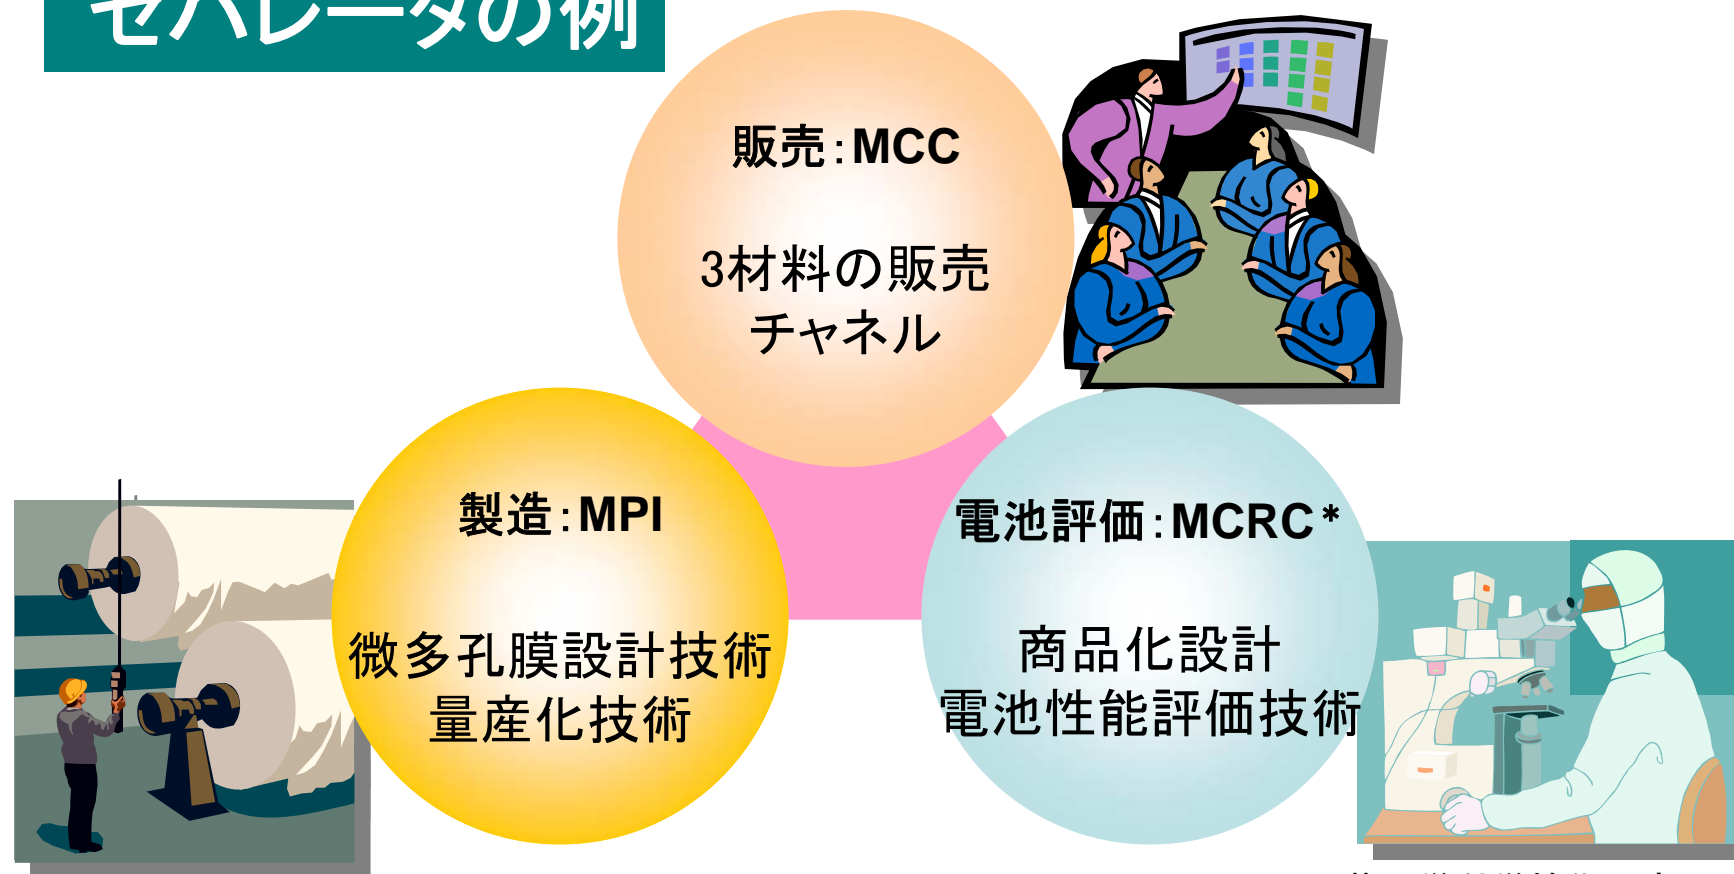 セパレータの例
販売：MCC
3材料の販売
チャネル
製造：MPI
微多孔膜設計技術
量産化技術
電池評価：MCRC*
商品化設計
電池性能評価技術